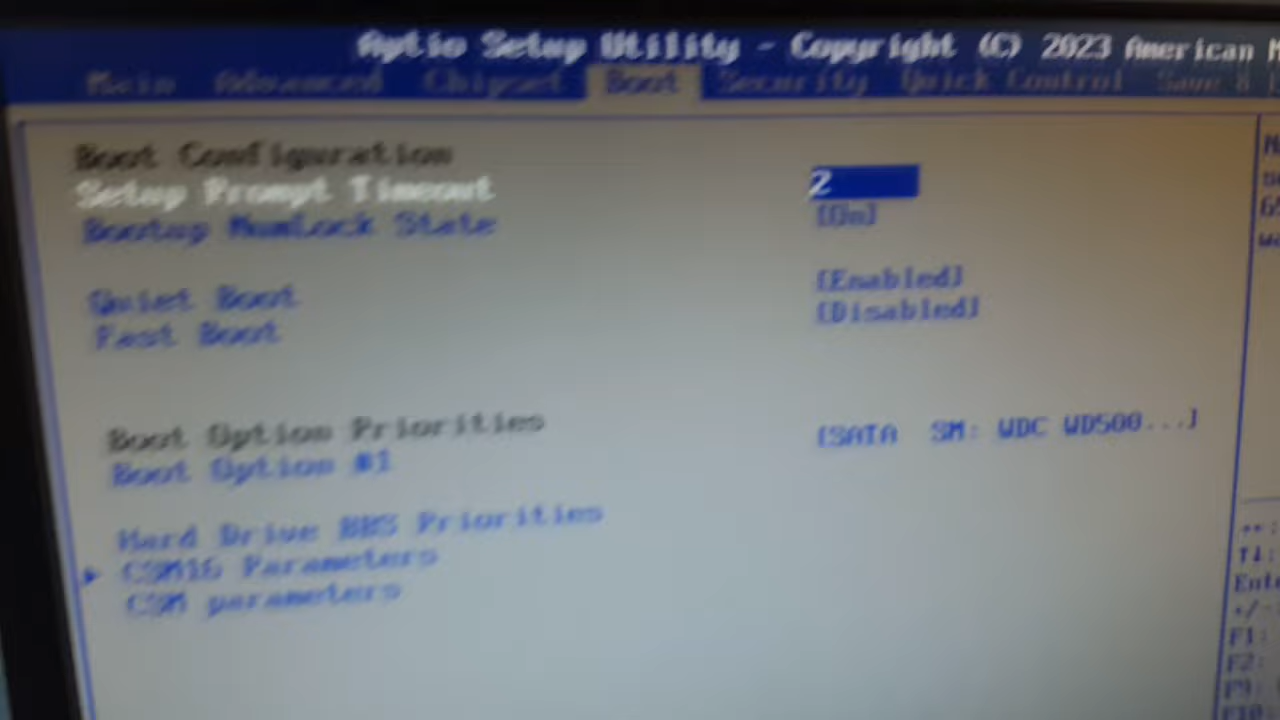 Aptio Setup Utility - Copyright (C) 2023 American
Main Advanced Chipset Boot Security Quick Control Save &
Boot Configuration
Setup Prompt Timeout 2
Bootup NumLock State [On]
Quiet Boot [Enabled]
Fast Boot [Disabled]
Boot Option Priorities
Boot Option #1 [SATA SM: WDC WD500...]
Hard Drive BBS Priorities
CSM16 Parameters
CSM parameters
↑↓:
+/-
F1:
F2:
F9:
F10: